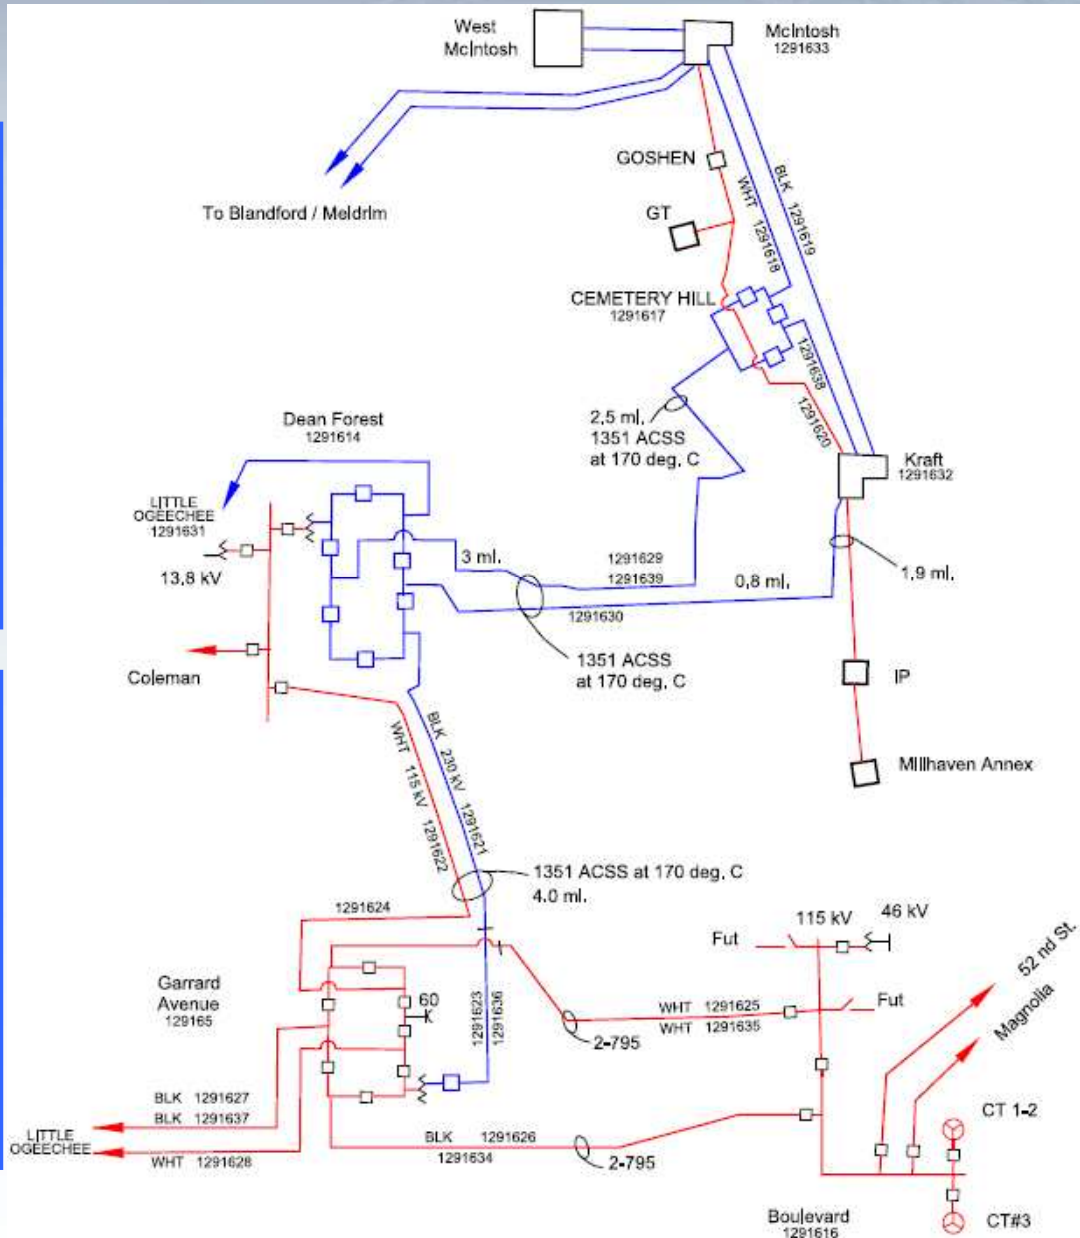 West
McIntosh
McIntosh
1291633
GOSHEN
GT
To Blandford / Meldrim
WHT 1291618
BLK 1291619
CEMETERY HILL
1291617
1291638
1291620
2.5 mi.
1351 ACSS
at 170 deg. C
Dean Forest
1291614
Kraft
1291632
LITTLE
OGEECHEE
1291631
13.8 kV
3 mi.
1291629
1291639
0.8 mi.
1.9 mi.
1291630
1351 ACSS
at 170 deg. C
Coleman
IP
Millhaven Annex
BLK 230 kV 1291621
WHT 115 kV 1291622
1351 ACSS at 170 deg. C
4.0 mi.
1291624
115 kV
46 kV
Fut
52 nd St.
Garrard
Avenue
129165
60
1291623
1291636
WHT 1291625
WHT 1291635
Fut
Magnolia
2-795
BLK 1291627
BLK 1291637
LITTLE
OGEECHEE
WHT 1291628
BLK 1291626
1291634
2-795
CT 1-2
Boulevard
1291616
CT#3